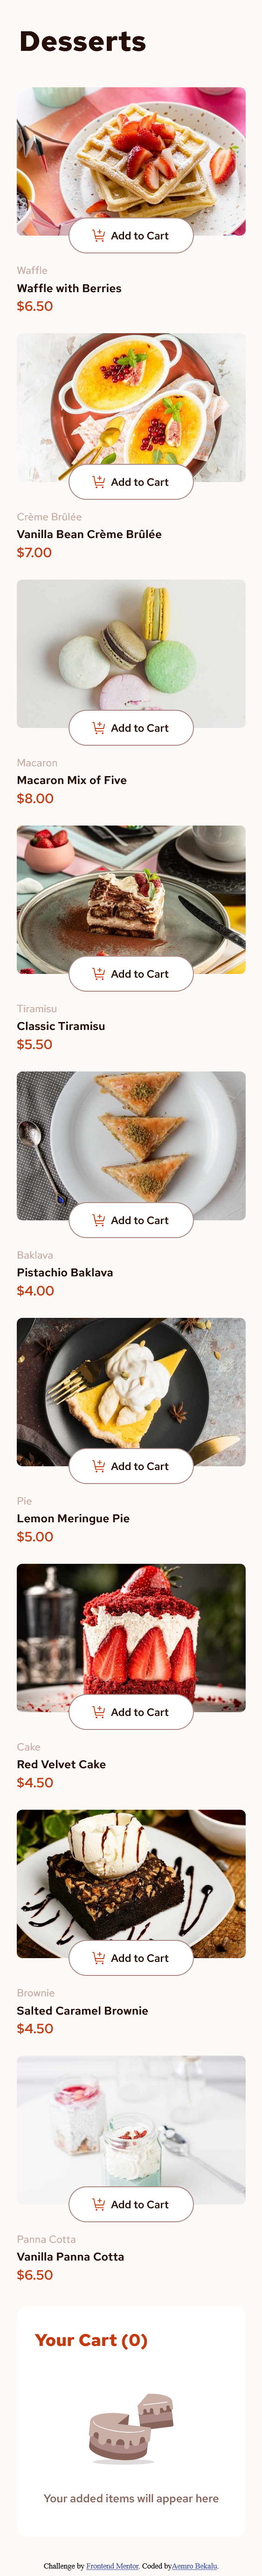 Desserts
Add to Cart
Waffle
Waffle with Berries
$6.50
Add to Cart
Crème Brûlée
Vanilla Bean Crème Brûlée
$7.00
Add to Cart
Macaron
Macaron Mix of Five
$8.00
Add to Cart
Tiramisu
Classic Tiramisu
$5.50
Add to Cart
Baklava
Pistachio Baklava
$4.00
Add to Cart
Pie
Lemon Meringue Pie
$5.00
Add to Cart
Cake
Red Velvet Cake
$4.50
Add to Cart
Brownie
Salted Caramel Brownie
$4.50
Add to Cart
Panna Cotta
Vanilla Panna Cotta
$6.50
Your Cart (0)
Your added items will appear here
Challenge by Frontend Mentor. Coded byAemro Bekalu.